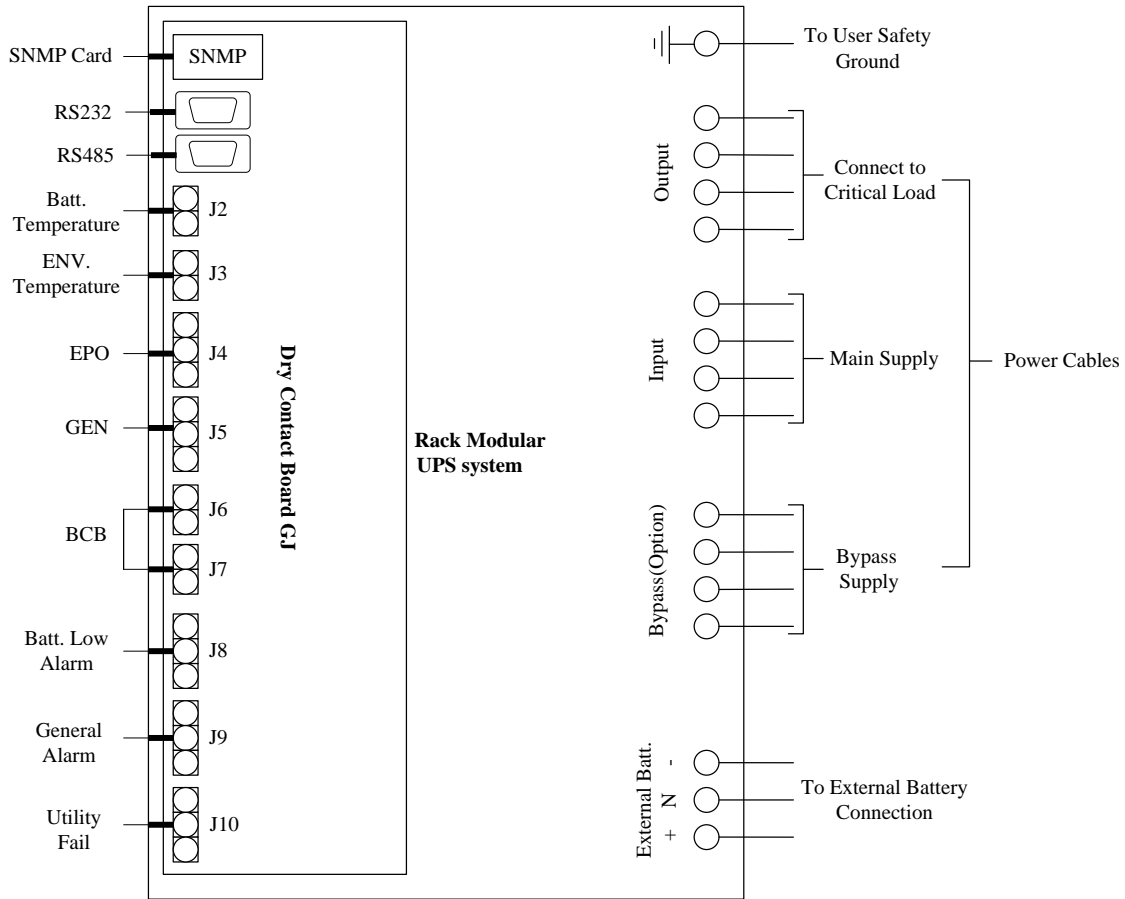 SNMP Card
SNMP
RS232
RS485
Batt.
Temperature
J2
ENV.
Temperature
J3
EPO
J4
GEN
J5
BCB
J6
J7
Batt. Low
Alarm
J8
General
Alarm
J9
Utility
Fail
J10
Dry Contact Board GJ
Rack Modular
UPS system
To User Safety
Ground
Output
Connect to
Critical Load
Input
Main Supply
Power Cables
Bypass(Option)
Bypass
Supply
External Batt.
-
N
+
To External Battery
Connection